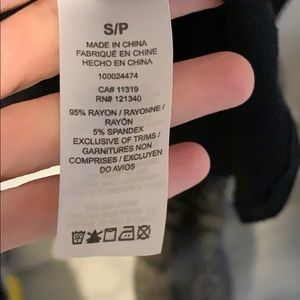 S/P
MADE IN CHINA
FABRIQUÉ EN CHINE
HECHO EN CHINA
100024474
CA# 11319
RN# 121340
95% RAYON / RAYONNE /
RAYÓN
5% SPANDEX
EXCLUSIVE OF TRIMS /
GARNITURES NON
COMPRISES / EXCLUYEN
DO AVIOS